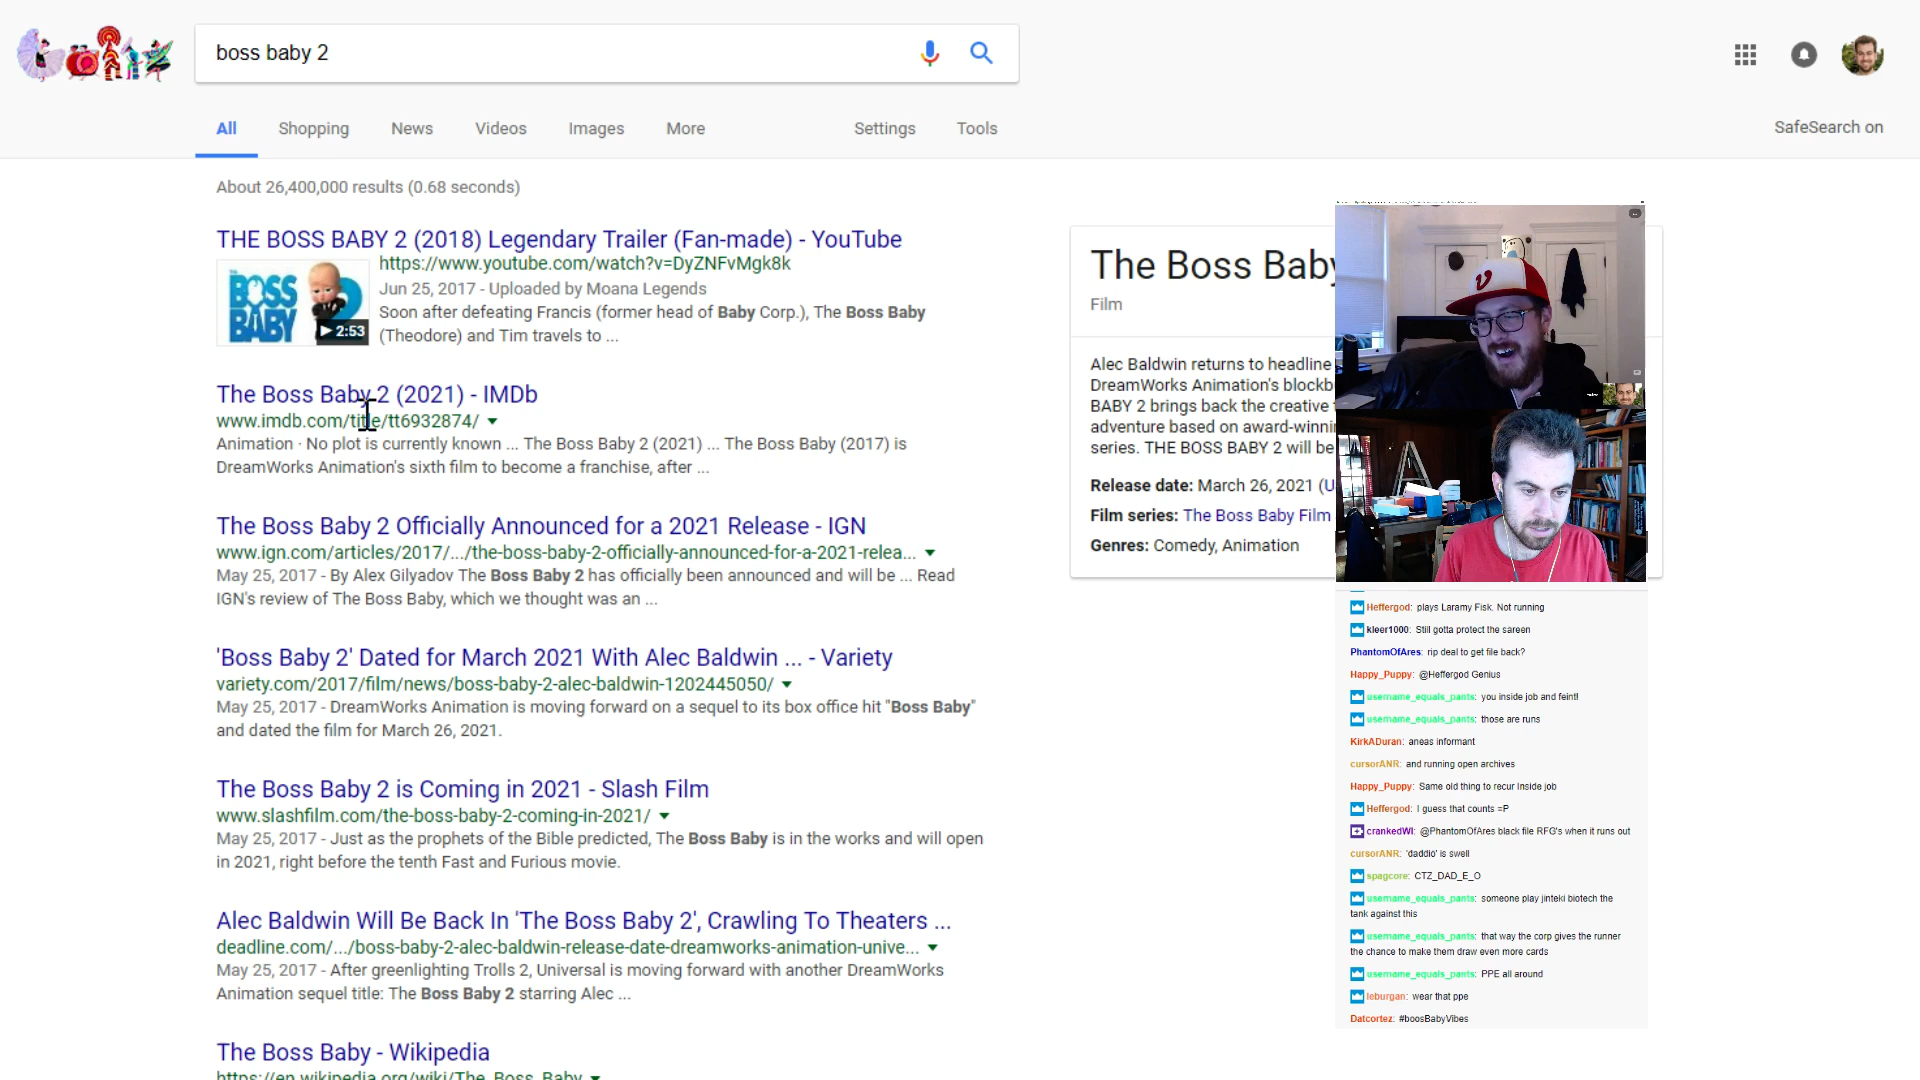 boss baby 2
All
Shopping
News
Videos
Images
More
Settings
Tools
SafeSearch on
About 26,400,000 results (0.68 seconds)
THE BOSS BABY 2 (2018) Legendary Trailer (Fan-made) - YouTube
https://www.youtube.com/watch?v=DyZNFvMgk8k
Jun 25, 2017 - Uploaded by Moana Legends
Soon after defeating Francis (former head of Baby Corp.), The Boss Baby
(Theodore) and Tim travels to ...
BOSS
BABY
2:53
The Boss Baby 2 (2021) - IMDb
www.imdb.com/title/tt6932874/
Animation · No plot is currently known ... The Boss Baby 2 (2021) ... The Boss Baby (2017) is
DreamWorks Animation's sixth film to become a franchise, after ...
The Boss Baby 2 Officially Announced for a 2021 Release - IGN
www.ign.com/articles/2017/.../the-boss-baby-2-officially-announced-for-a-2021-relea...
May 25, 2017 - By Alex Gilyadov The Boss Baby 2 has officially been announced and will be ... Read
IGN's review of The Boss Baby, which we thought was an ...
'Boss Baby 2' Dated for March 2021 With Alec Baldwin ... - Variety
variety.com/2017/film/news/boss-baby-2-alec-baldwin-1202445050/
May 25, 2017 - DreamWorks Animation is moving forward on a sequel to its box office hit "Boss Baby"
and dated the film for March 26, 2021.
The Boss Baby 2 is Coming in 2021 - Slash Film
www.slashfilm.com/the-boss-baby-2-coming-in-2021/
May 25, 2017 - Just as the prophets of the Bible predicted, The Boss Baby is in the works and will open
in 2021, right before the tenth Fast and Furious movie.
Alec Baldwin Will Be Back In 'The Boss Baby 2', Crawling To Theaters ...
deadline.com/.../boss-baby-2-alec-baldwin-release-date-dreamworks-animation-unive...
May 25, 2017 - After greenlighting Trolls 2, Universal is moving forward with another DreamWorks
Animation sequel title: The Boss Baby 2 starring Alec ...
The Boss Baby - Wikipedia
https://en.wikipedia.org/wiki/The_Boss_Baby
The Boss Baby
Film
Alec Baldwin returns to headline
DreamWorks Animation's blockb
BABY 2 brings back the creative
adventure based on award-winni
series. THE BOSS BABY 2 will be
Release date: March 26, 2021 (U
Film series: The Boss Baby Film
Genres: Comedy, Animation
Heffergod: plays Laramy Fisk. Not running
kleer1000: Still gotta protect the sareen
PhantomOfAres: rip deal to get file back?
Happy_Puppy: @Heffergod Genius
username_equals_pants: you inside job and feint!
username_equals_pants: those are runs
KirkADuran: aneas informant
cursorANR: and running open archives
Happy_Puppy: Same old thing to recur Inside job
Heffergod: I guess that counts =P
crankedWI: @PhantomOfAres black file RFG's when it runs out
cursorANR: 'daddio' is swell
spagcore: CTZ_DAD_E_O
username_equals_pants: someone play jinteki biotech the
tank against this
username_equals_pants: that way the corp gives the runner
the chance to make them draw even more cards
username_equals_pants: PPE all around
leburgan: wear that ppe
Datcortez: #boosBabyVibes